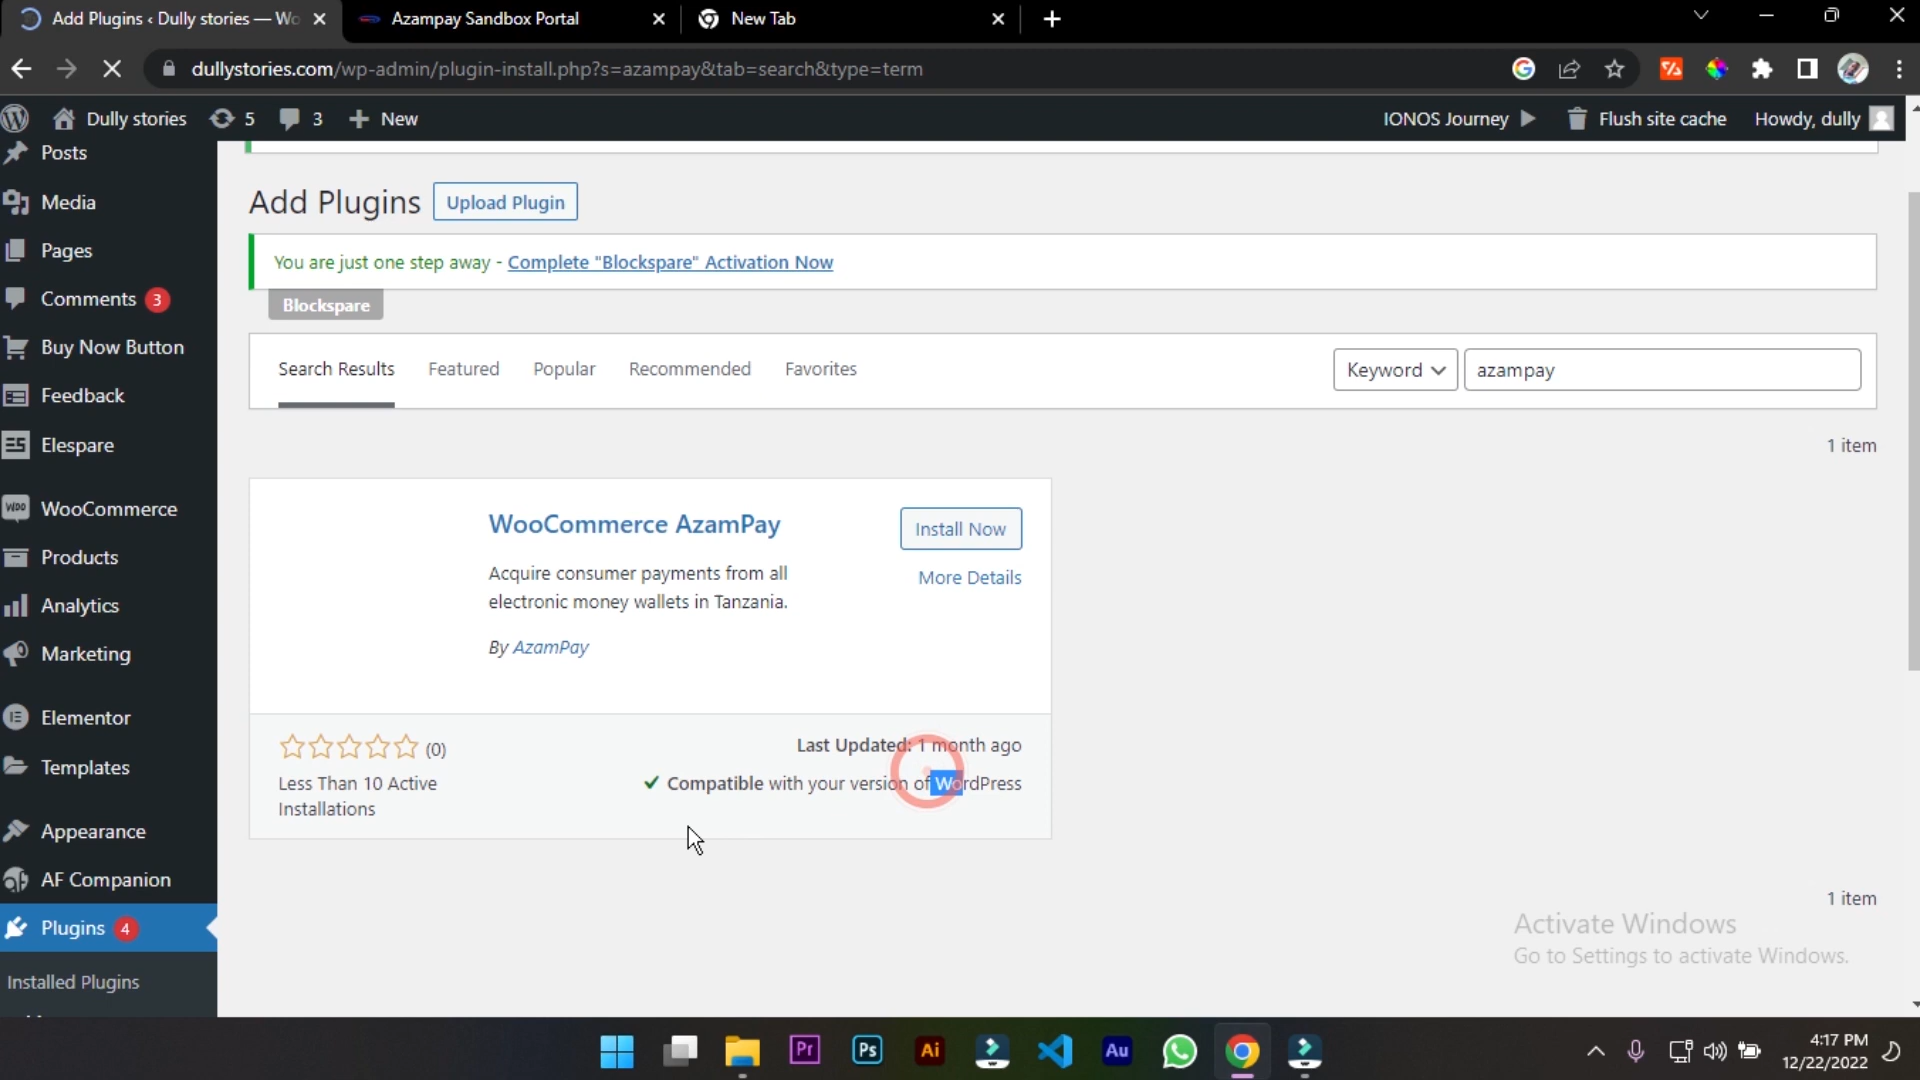 Add Plugins ‹ Dully stories — Wo
Azampay Sandbox Portal
New Tab
dullystories.com/wp-admin/plugin-install.php?s=azampay&tab=search&type=term
Dully stories
5
3
New
IONOS Journey
Flush site cache
Howdy, dully
Posts
Media
Pages
Comments 3
Buy Now Button
Feedback
Elespare
WooCommerce
Products
Analytics
Marketing
Elementor
Templates
Appearance
AF Companion
Plugins 4
Installed Plugins
Add Plugins
Upload Plugin
You are just one step away - Complete "Blockspare" Activation Now
Blockspare
Search Results
Featured
Popular
Recommended
Favorites
Keyword
azampay
1 item
WooCommerce AzamPay
Install Now
More Details
Acquire consumer payments from all
electronic money wallets in Tanzania.
By AzamPay
(0)
Less Than 10 Active
Installations
Last Updated: 1 month ago
Compatible with your version of WordPress
1 item
Activate Windows
Go to Settings to activate Windows.
Pr
Ps
Ai
Au
4:17 PM
12/22/2022